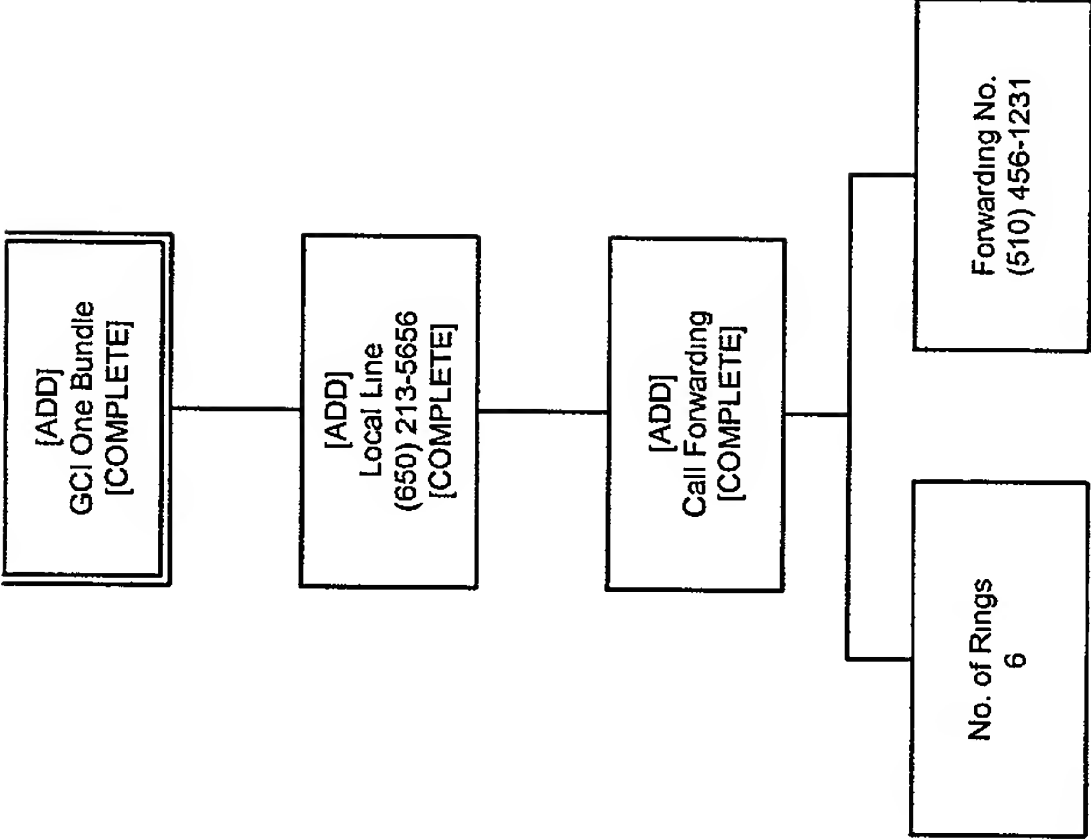 [ADD]
GCI One Bundle
[COMPLETE]
[ADD]
Local Line
(650) 213-5656
[COMPLETE]
[ADD]
Call Forwarding
[COMPLETE]
No. of Rings
6
Forwarding No.
(510) 456-1231